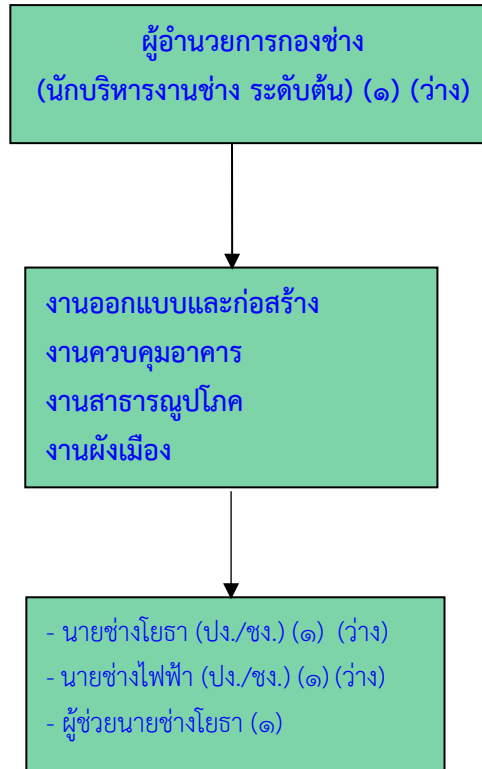 ผู้อำนวยการกองช่าง
(นักบริหารงานช่าง ระดับต้น) (๑) (ว่าง)
งานออกแบบและก่อสร้าง
งานควบคุมอาคาร
งานสาธารณูปโภค
งานผังเมือง
- นายช่างโยธา (ปง./ชง.) (๑) (ว่าง)
- นายช่างไฟฟ้า (ปง./ชง.) (๑) (ว่าง)
- ผู้ช่วยนายช่างโยธา (๑)